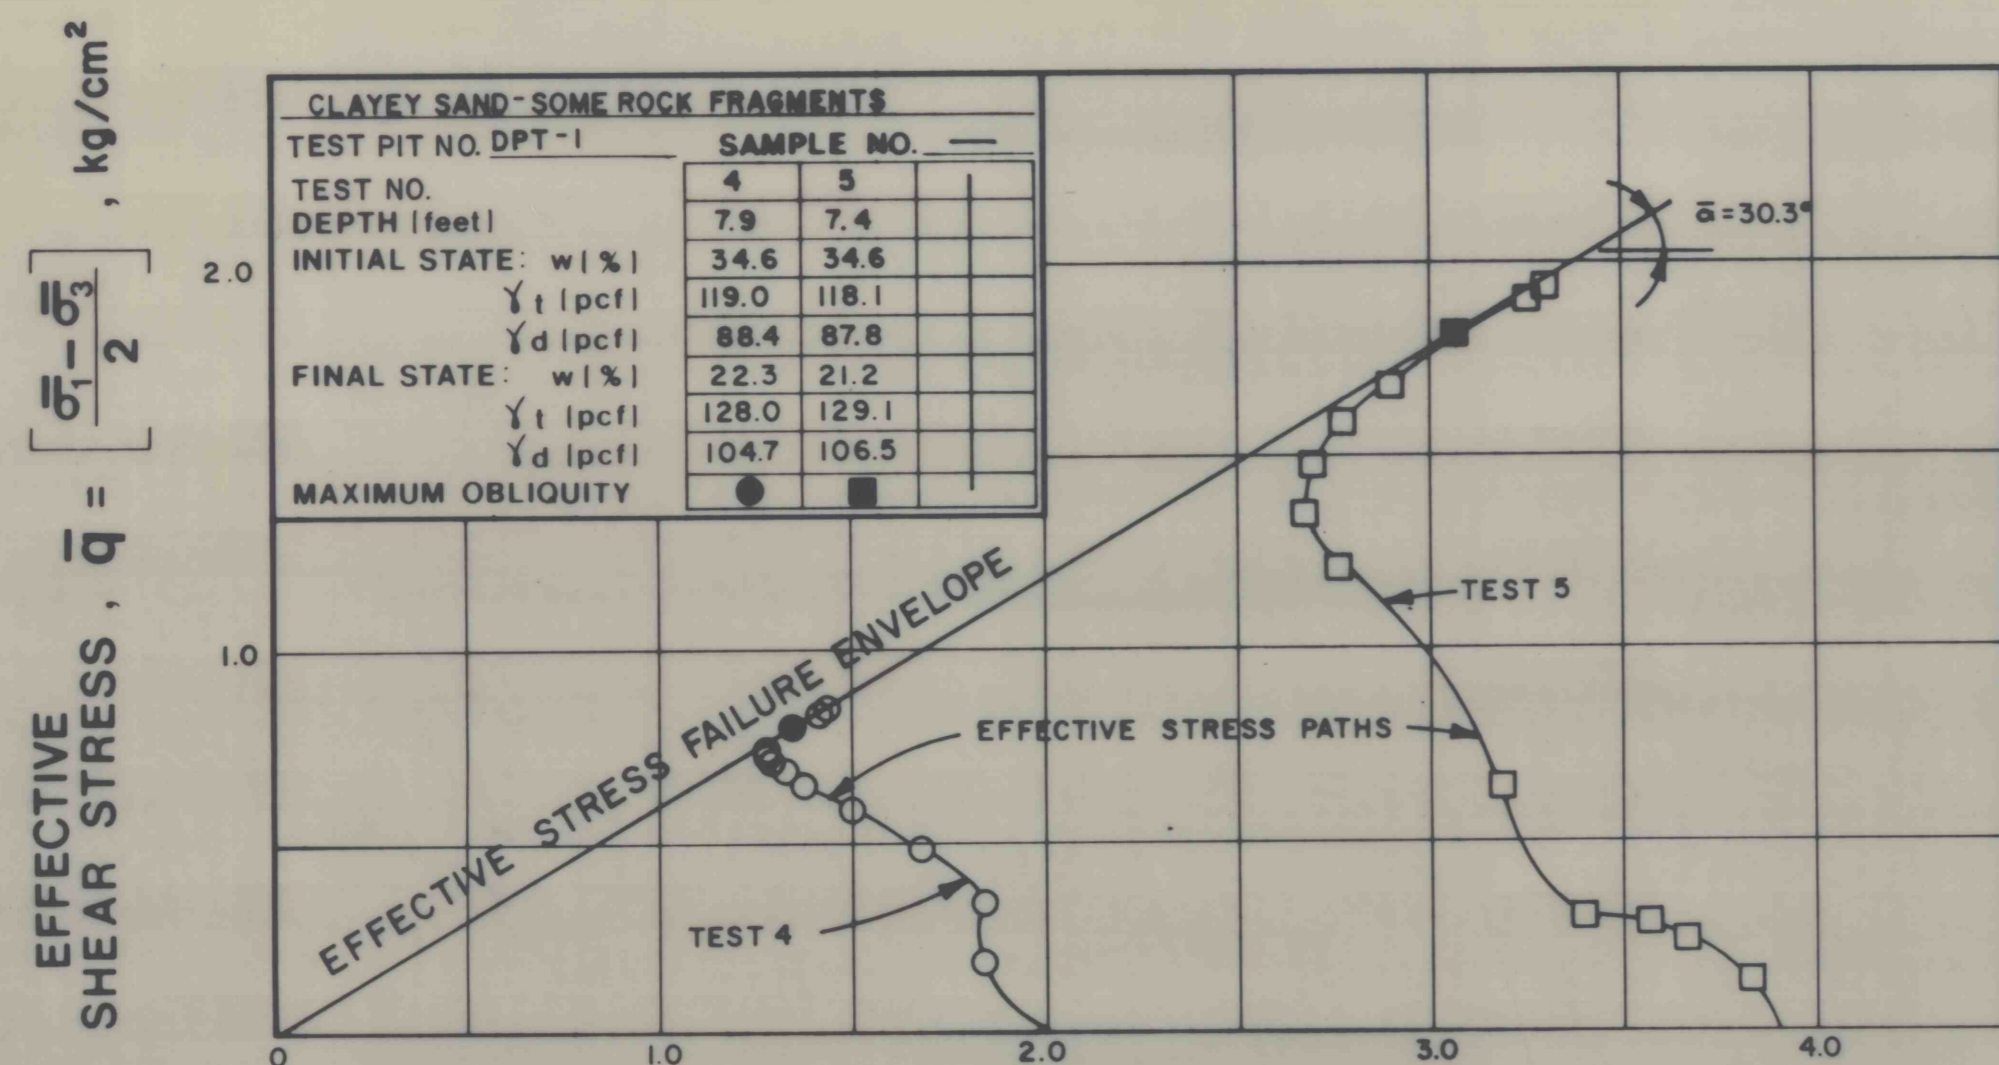 EFFECTIVE
SHEAR STRESS, q̄ = [σ̄1 - σ̄3 / 2], kg/cm²
CLAYEY SAND-SOME ROCK FRAGMENTS
TEST PIT NO. DPT-1 SAMPLE NO. —
TEST NO. 4 5
DEPTH (feet) 7.9 7.4
INITIAL STATE: w(%) 34.6 34.6
γt (pcf) 119.0 118.1
γd (pcf) 88.4 87.8
FINAL STATE: w(%) 22.3 21.2
γt (pcf) 128.0 129.1
γd (pcf) 104.7 106.5
MAXIMUM OBLIQUITY ● ■
ā=30.3°
2.0
1.0
EFFECTIVE STRESS FAILURE ENVELOPE
TEST 5
EFFECTIVE STRESS PATHS
TEST 4
0 1.0 2.0 3.0 4.0